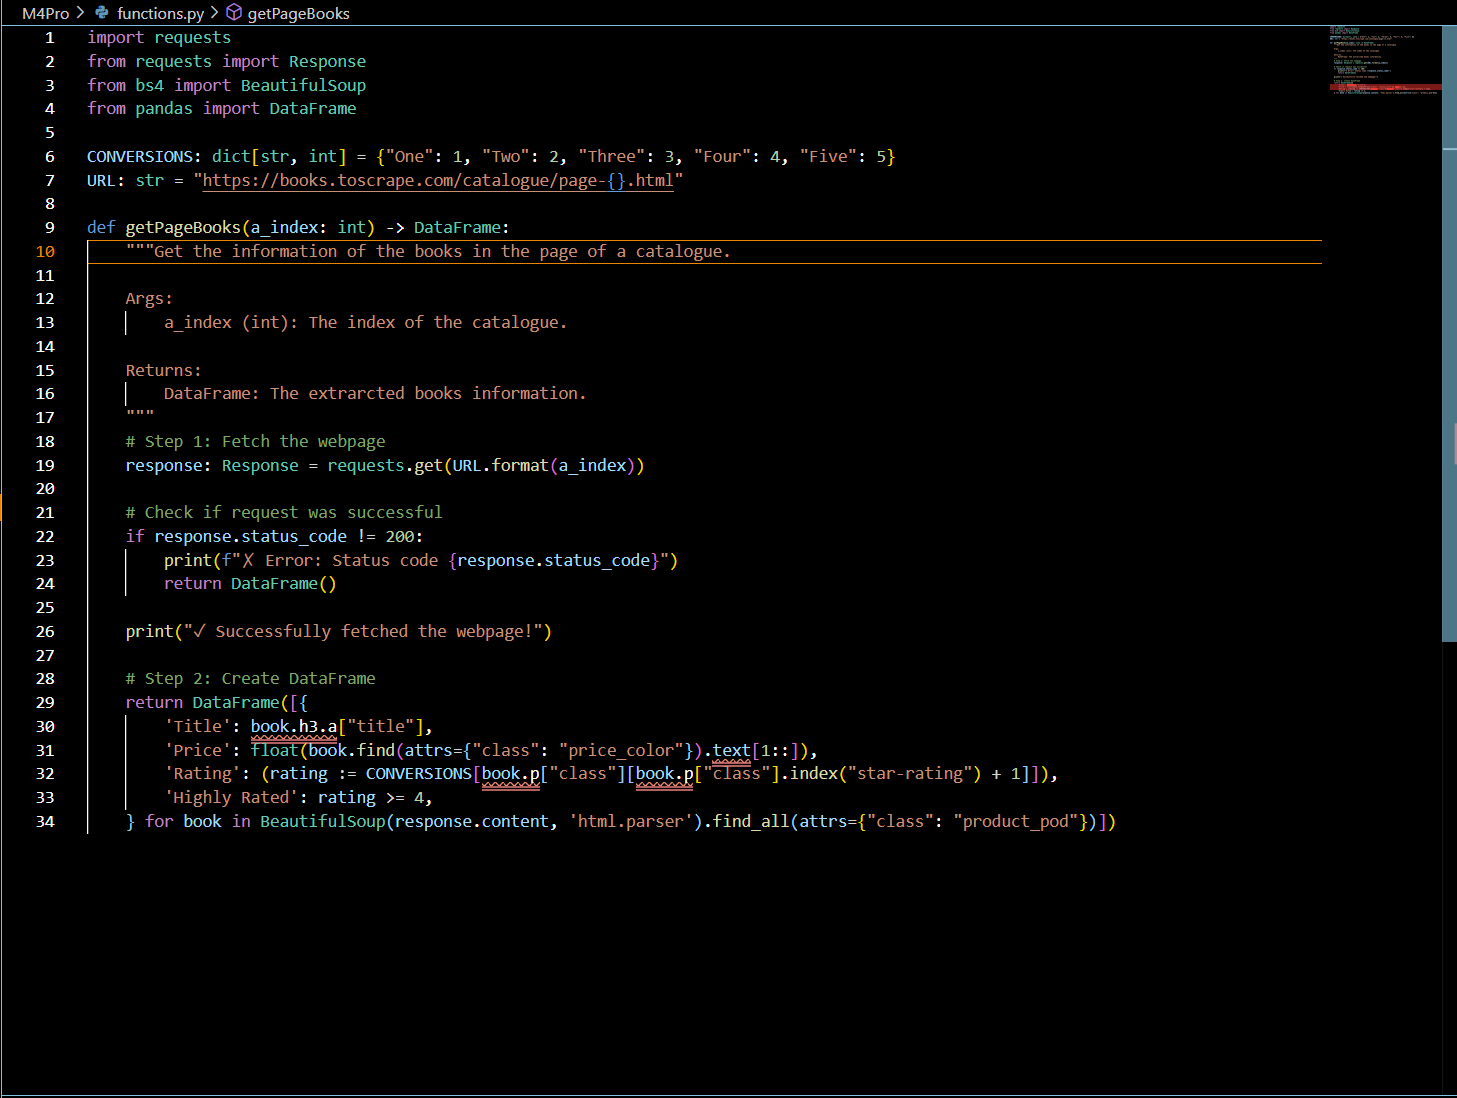 M4Pro > functions.py > getPageBooks
1 import requests
2 from requests import Response
3 from bs4 import BeautifulSoup
4 from pandas import DataFrame
5
6 CONVERSIONS: dict[str, int] = {"One": 1, "Two": 2, "Three": 3, "Four": 4, "Five": 5}
7 URL: str = "https://books.toscrape.com/catalogue/page-{}.html"
8
9 def getPageBooks(a_index: int) -> DataFrame:
10     """Get the information of the books in the page of a catalogue.
11
12     Args:
13         a_index (int): The index of the catalogue.
14
15     Returns:
16         DataFrame: The extrarcted books information.
17     """
18     # Step 1: Fetch the webpage
19     response: Response = requests.get(URL.format(a_index))
20
21     # Check if request was successful
22     if response.status_code != 200:
23         print(f"✗ Error: Status code {response.status_code}")
24         return DataFrame()
25
26     print("✓ Successfully fetched the webpage!")
27
28     # Step 2: Create DataFrame
29     return DataFrame([{
30         'Title': book.h3.a["title"],
31         'Price': float(book.find(attrs={"class": "price_color"}).text[1::]),
32         'Rating': (rating := CONVERSIONS[book.p["class"][book.p["class"].index("star-rating") + 1]]),
33         'Highly Rated': rating >= 4,
34     } for book in BeautifulSoup(response.content, 'html.parser').find_all(attrs={"class": "product_pod"})])